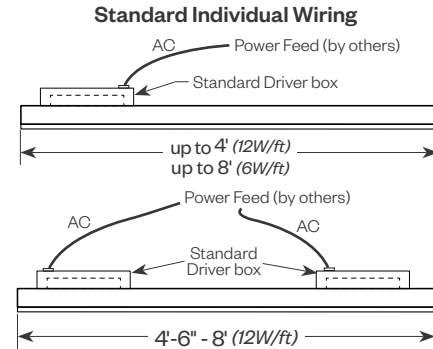 Standard Individual Wiring
AC
Power Feed (by others)
Standard Driver box
up to 4' (12W/ft)
up to 8' (6W/ft)
Power Feed (by others)
AC
AC
Standard
Driver box
4'-6" - 8' (12W/ft)